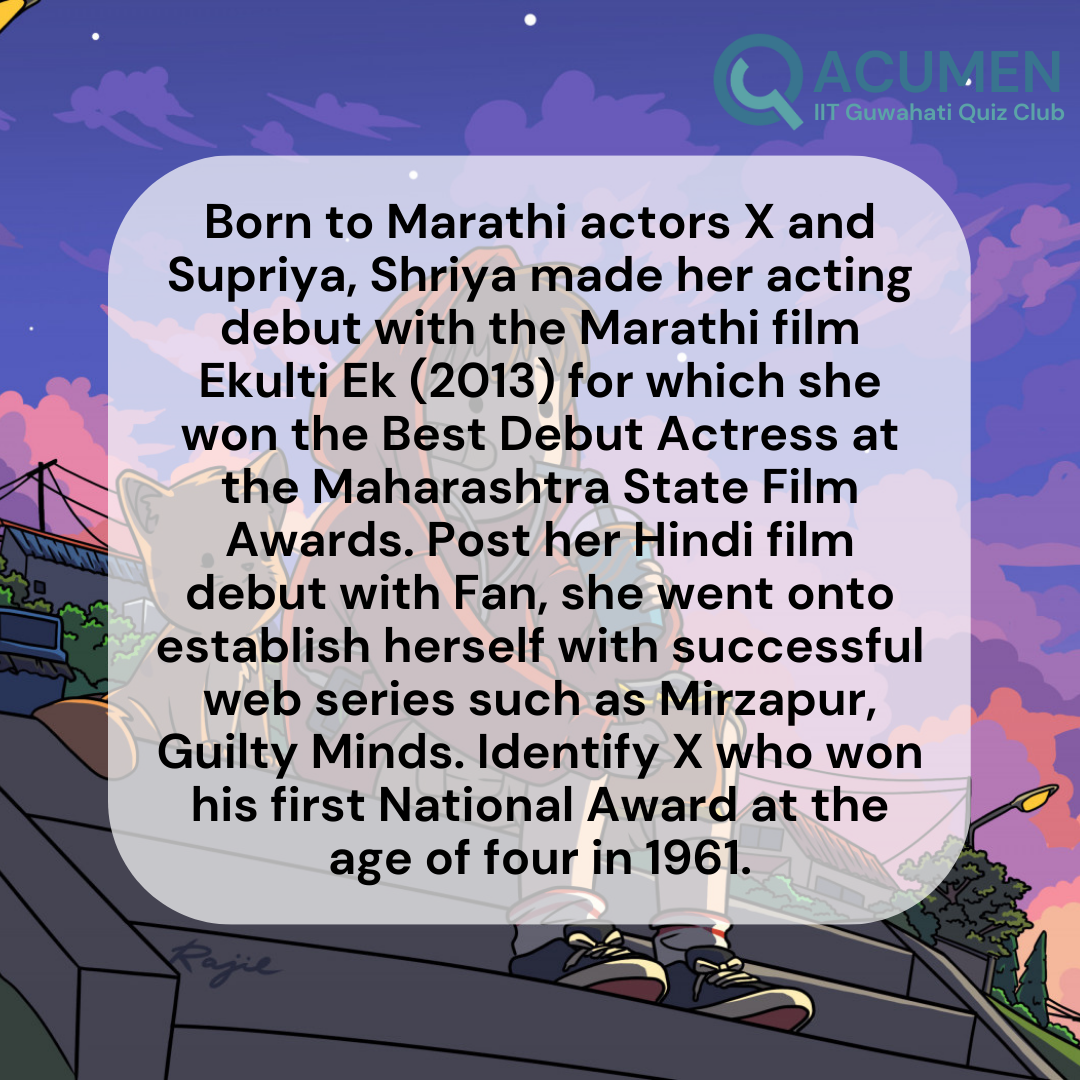 ACUMEN
IIT Guwahati Quiz Club
Born to Marathi actors X and
Supriya, Shriya made her acting
debut with the Marathi film
Ekulti Ek (2013) for which she
won the Best Debut Actress at
the Maharashtra State Film
Awards. Post her Hindi film
debut with Fan, she went onto
establish herself with successful
web series such as Mirzapur,
Guilty Minds. Identify X who won
his first National Award at the
age of four in 1961.
Rajie